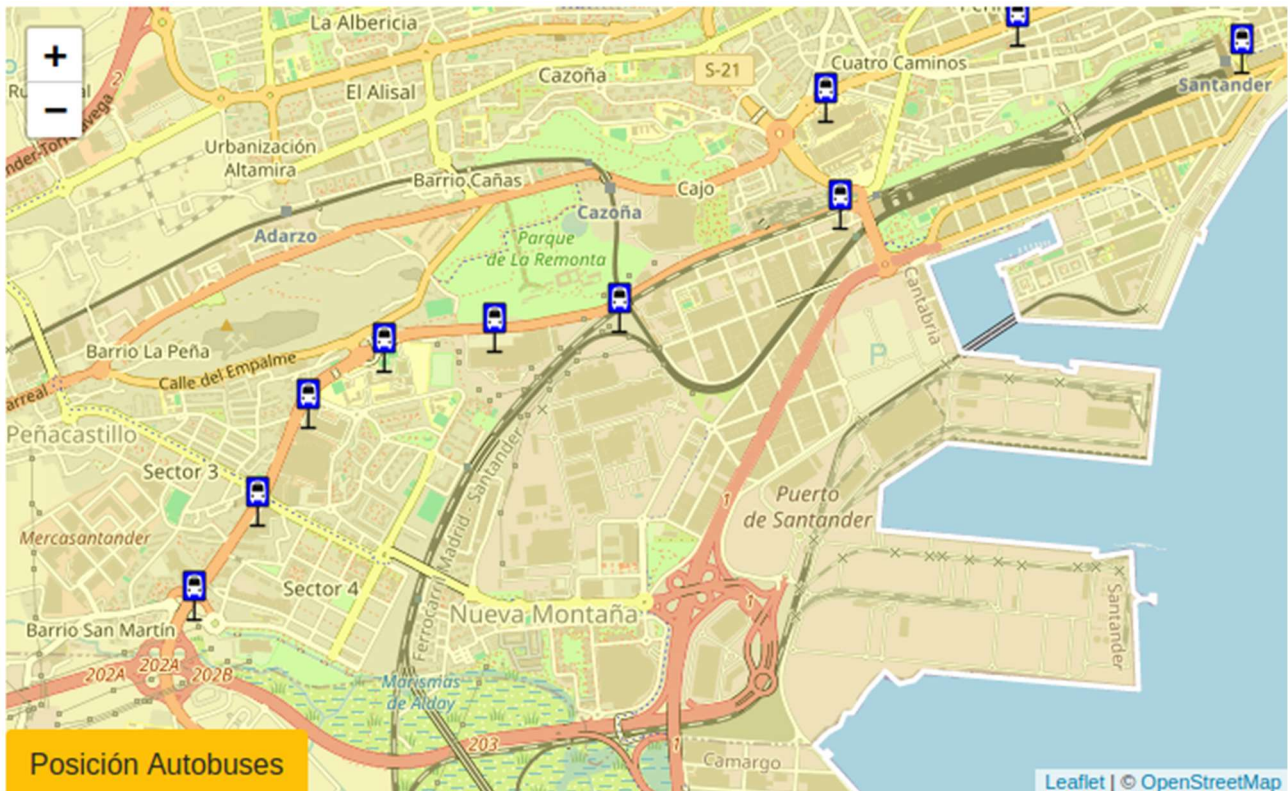 La Albericia
+
−
2
Cazoña
S-21
Cuatro Caminos
El Alisal
Santander
Urbanización
Altamira
Barrio Cañas
Cajo
Cazoña
Adarzo
Parque
de La Remonta
Cantabria
Barrio La Peña
P
Calle del Empalme
Peñacastillo
Sector 3
Ferrocarril Madrid - Santander
1
Puerto
de Santander
Mercasantander
Sector 4
Nueva Montaña
1
Santander
Barrio San Martín
202A
202A
202B
Marismas
de Alday
203
1
Camargo
Posición Autobuses
Leaflet | © OpenStreetMap